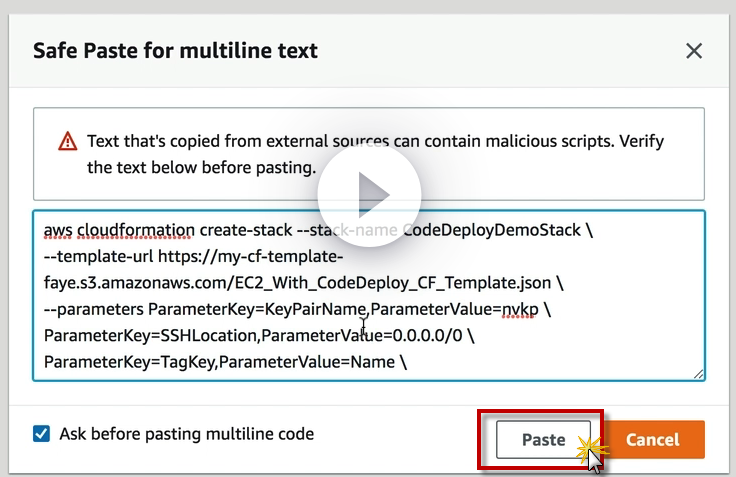 Safe Paste for multiline text
Text that's copied from external sources can contain malicious scripts. Verify
the text below before pasting.
aws cloudformation create-stack --stack-name CodeDeployDemoStack \
--template-url https://my-cf-template-
faye.s3.amazonaws.com/EC2_With_CodeDeploy_CF_Template.json \
--parameters ParameterKey=KeyPairName,ParameterValue=nvkp \
ParameterKey=SSHLocation,ParameterValue=0.0.0.0/0 \
ParameterKey=TagKey,ParameterValue=Name \
Ask before pasting multiline code
Paste
Cancel